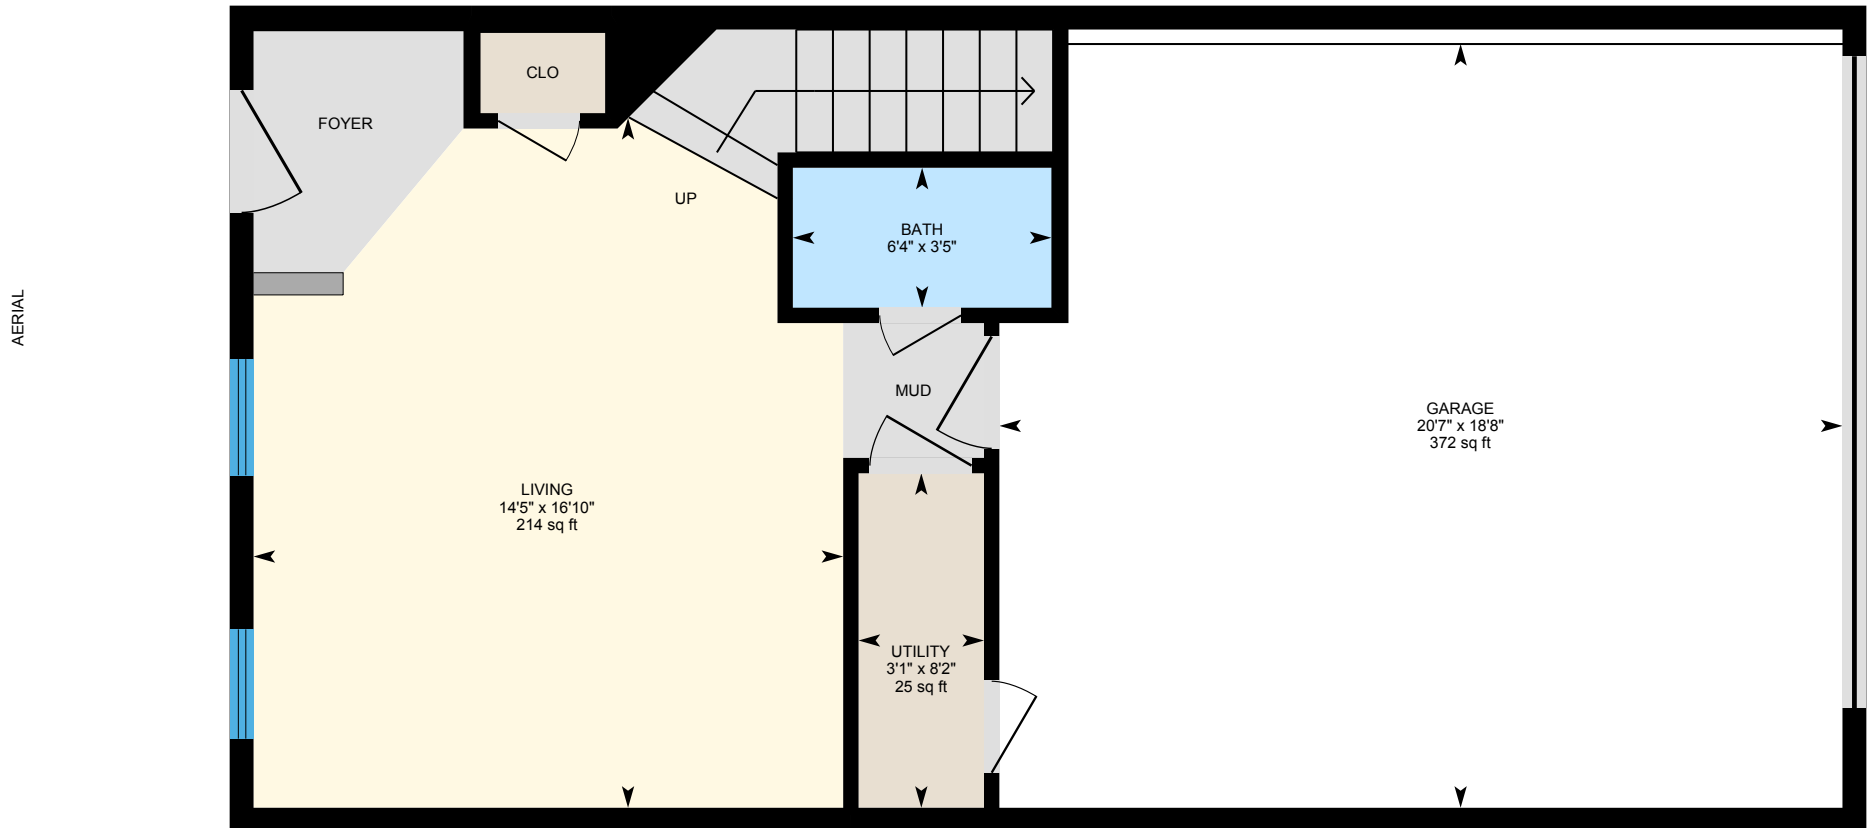 AERIAL
FOYER
CLO
UP
BATH
6'4" x 3'5"
MUD
GARAGE
20'7" x 18'8"
372 sq ft
LIVING
14'5" x 16'10"
214 sq ft
UTILITY
3'1" x 8'2"
25 sq ft